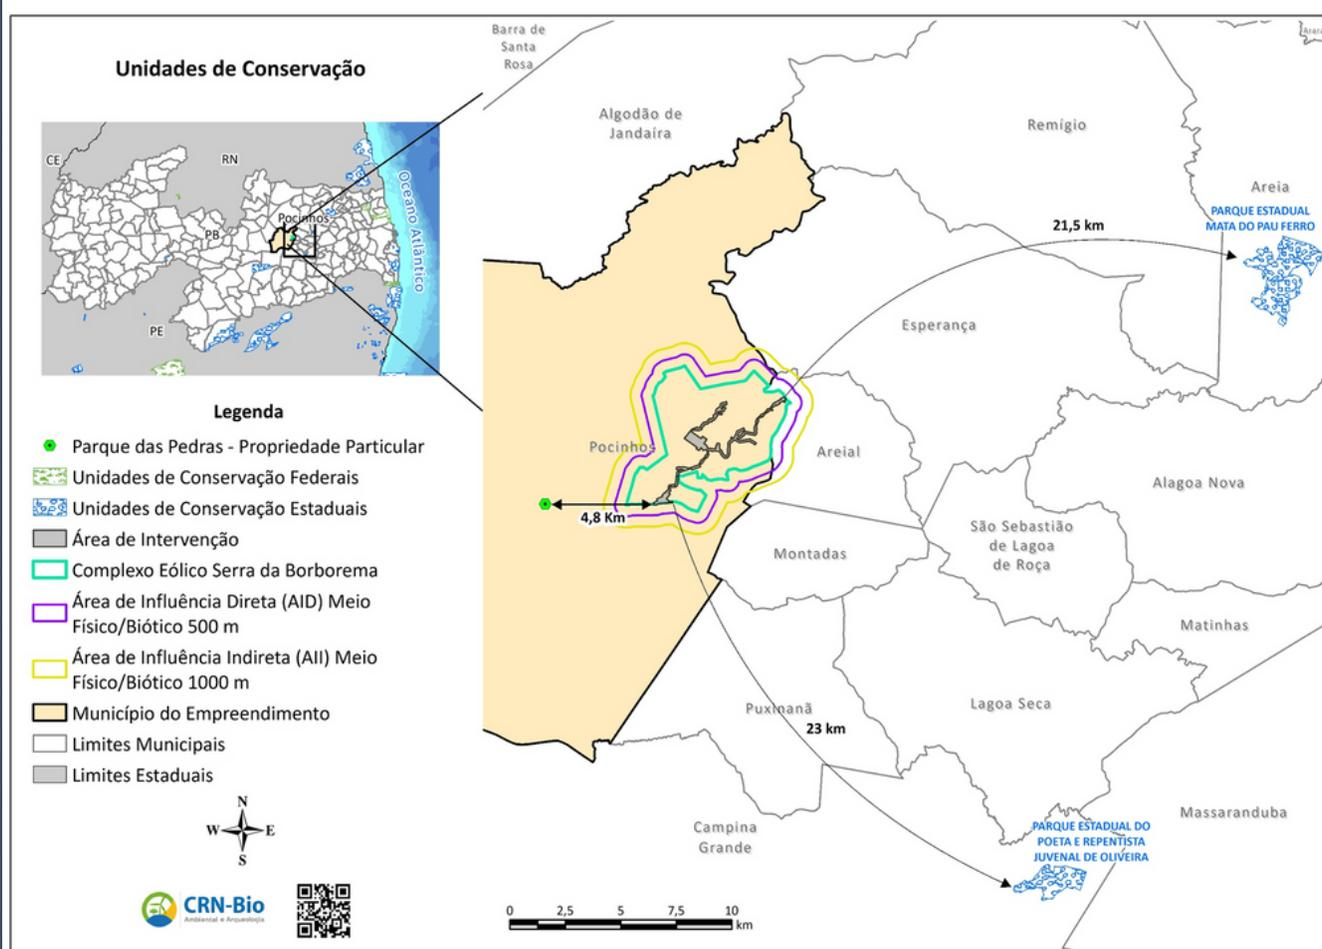 Unidades de Conservação
CE
RN
Pocinhos
PB
PE
Oceano Atlântico
Legenda
Parque das Pedras - Propriedade Particular
Unidades de Conservação Federais
Unidades de Conservação Estaduais
Área de Intervenção
Complexo Eólico Serra da Borborema
Área de Influência Direta (AID) Meio
Físico/Biótico 500 m
Área de Influência Indireta (AII) Meio
Físico/Biótico 1000 m
Município do Empreendimento
Limites Municipais
Limites Estaduais
N
W
E
S
CRN-Bio
Ambiental e Arqueologia
Barra de
Santa
Rosa
Algodão de
Jandaíra
Remígio
Areia
PARQUE ESTADUAL
MATA DO PAU FERRO
21,5 km
Esperança
Pocinhos
Areial
4,8 Km
Alagoa Nova
São Sebastião
de Lagoa
de Roça
Montadas
Matinhas
Puxinanã
23 km
Lagoa Seca
Campina
Grande
Massaranduba
PARQUE ESTADUAL DO
POETA E REPENTISTA
JUVENAL DE OLIVEIRA
0 2,5 5 7,5 10
km